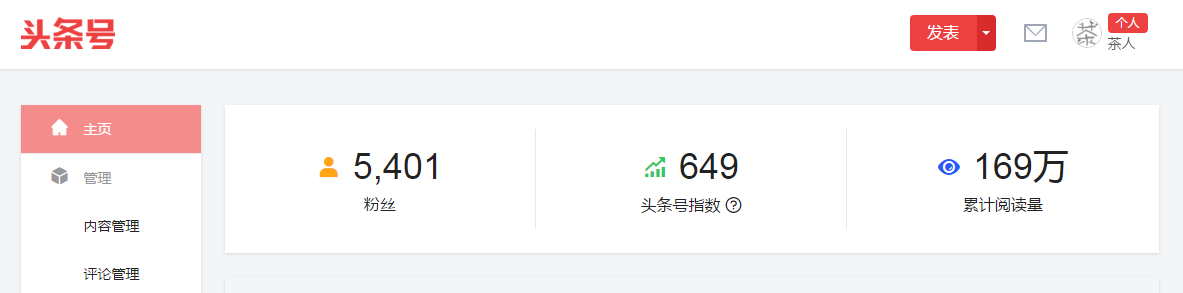 头条号
发表
个人
茶人
主页
管理
内容管理
评论管理
5,401
粉丝
649
头条号指数 ?
169万
累计阅读量